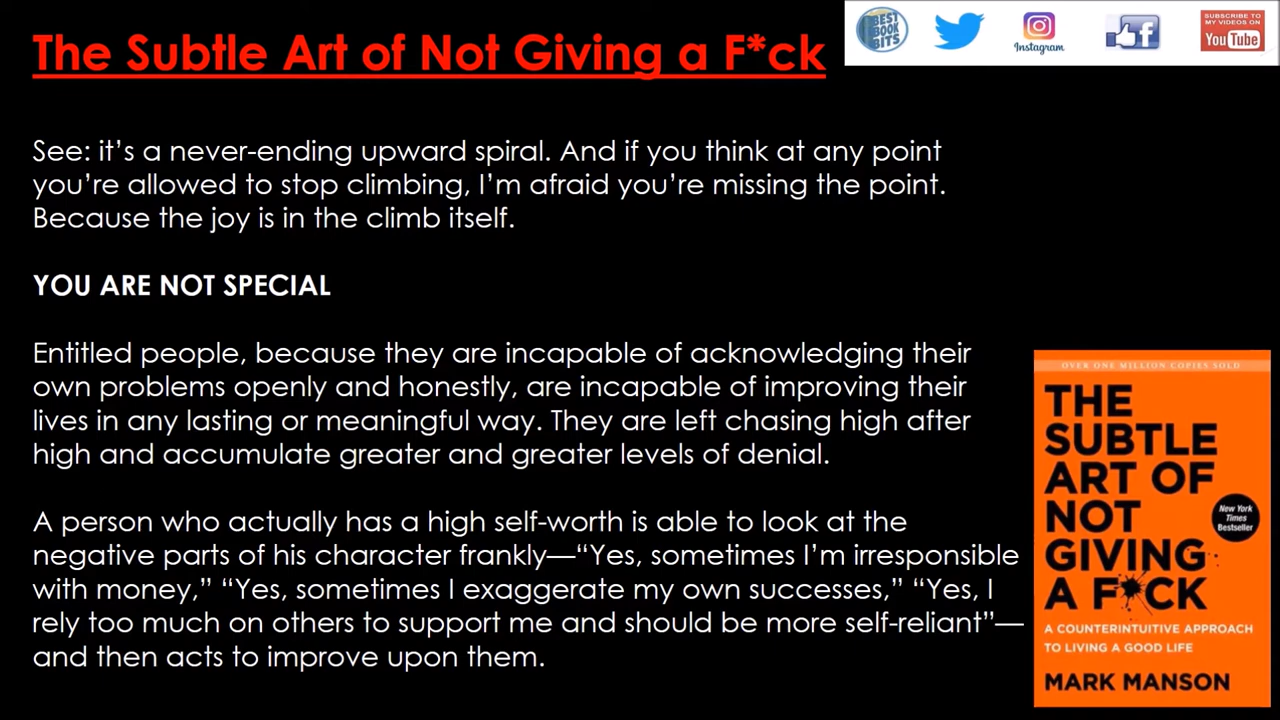 The Subtle Art of Not Giving a F*ck
BEST
BOOK
BITS
Instagram
f
SUBSCRIBE TO
MY VIDEOS ON
YouTube
See: it’s a never-ending upward spiral. And if you think at any point
you’re allowed to stop climbing, I’m afraid you’re missing the point.
Because the joy is in the climb itself.
YOU ARE NOT SPECIAL
Entitled people, because they are incapable of acknowledging their
own problems openly and honestly, are incapable of improving their
lives in any lasting or meaningful way. They are left chasing high after
high and accumulate greater and greater levels of denial.
A person who actually has a high self-worth is able to look at the
negative parts of his character frankly—“Yes, sometimes I’m irresponsible
with money,” “Yes, sometimes I exaggerate my own successes,” “Yes, I
rely too much on others to support me and should be more self-reliant”—
and then acts to improve upon them.
OVER ONE MILLION COPIES SOLD
THE
SUBTLE
ART OF
NOT
GIVING
A F*CK
New York
Times
Bestseller
A COUNTERINTUITIVE APPROACH
TO LIVING A GOOD LIFE
MARK MANSON